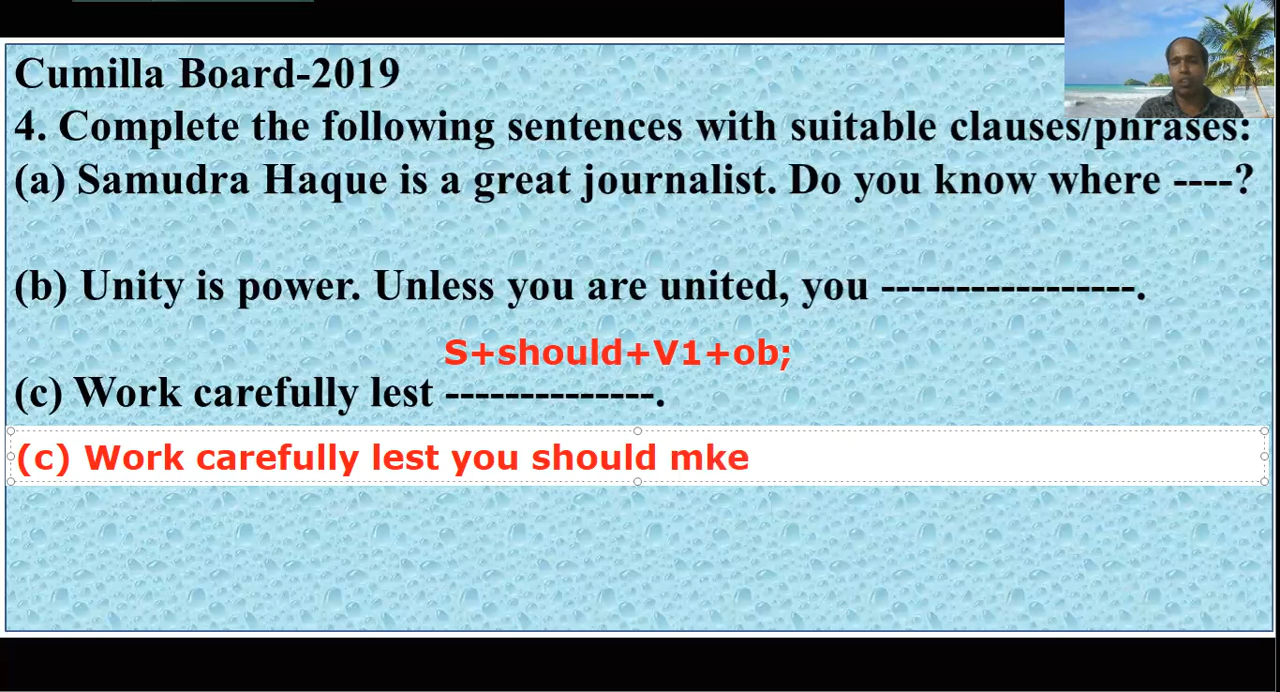 Cumilla Board-2019
4. Complete the following sentences with suitable clauses/phrases:
(a) Samudra Haque is a great journalist. Do you know where ----?
(b) Unity is power. Unless you are united, you -----------------.
S+should+V1+ob;
(c) Work carefully lest --------------.
(c) Work carefully lest you should mke